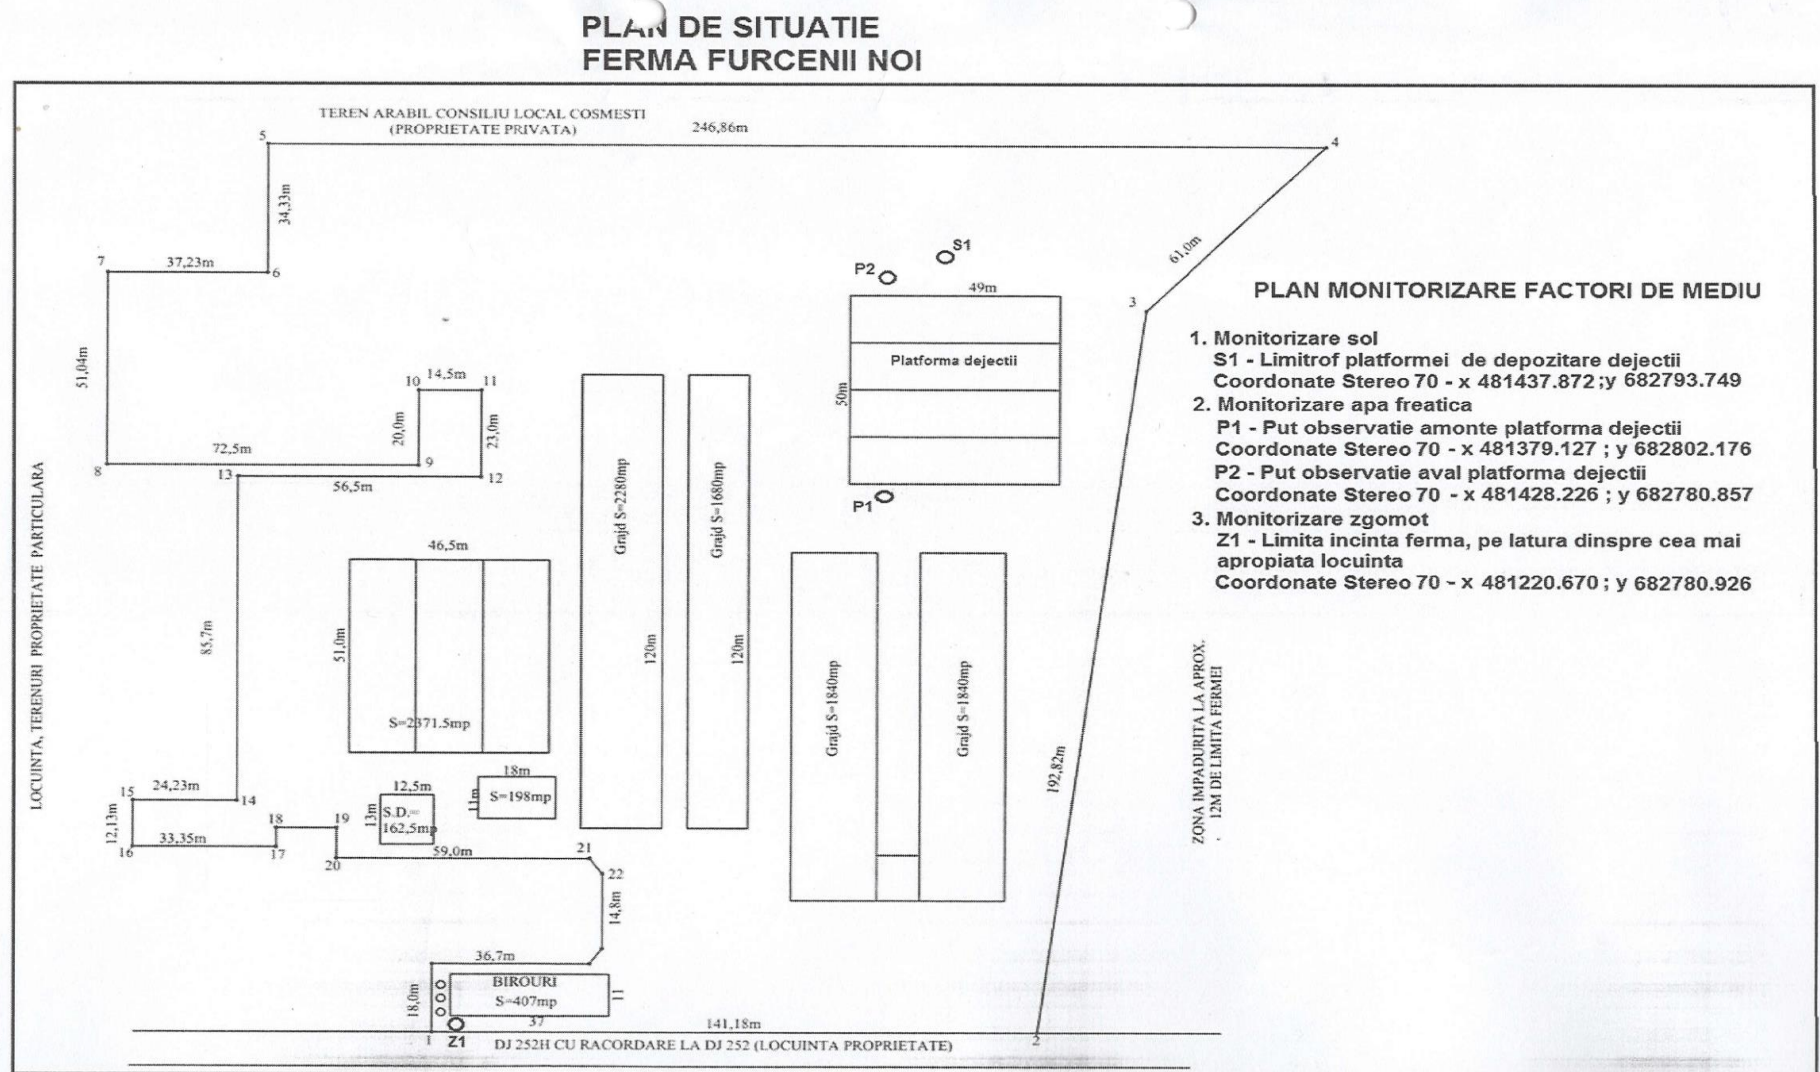 PLAN DE SITUATIE
FERMA FURCENII NOI
TEREN ARABIL CONSILIU LOCAL COSMESTI
(PROPRIETATE PRIVATA)
246,86m
5
4
34,33m
61,0m
7
37,23m
6
S1
P2
49m
3
PLAN MONITORIZARE FACTORI DE MEDIU
1. Monitorizare sol
S1 - Limitrof platformei de depozitare dejectii
Coordonate Stereo 70 - x 481437.872 ;y 682793.749
2. Monitorizare apa freatica
P1 - Put observatie amonte platforma dejectii
Coordonate Stereo 70 - x 481379.127 ; y 682802.176
P2 - Put observatie aval platforma dejectii
Coordonate Stereo 70 - x 481428.226 ; y 682780.857
3. Monitorizare zgomot
Z1 - Limita incinta ferma, pe latura dinspre cea mai
apropiata locuinta
Coordonate Stereo 70 - x 481220.670 ; y 682780.926
51,04m
Platforma dejectii
50m
10
14,5m
11
20,0m
23,0m
8
72,5m
9
13
56,5m
12
P1
LOCUINTA, TERENURI PROPRIETATE PARTICULARA
Grajd S=2280mp
120m
Grajd S=1680mp
120m
46,5m
51,0m
S=2371.5mp
85,7m
Grajd S=1840mp
Grajd S=1840mp
192,82m
ZONA IMPADURITA LA APROX.
12M DE LIMITA FERMEI
15
24,23m
14
12,13m
16
33,35m
17
18
19
20
12,5m
13m
S.D.=
162,5mp
18m
11m
S=198mp
59,0m
21
22
14,8m
36,7m
18,0m
BIROURI
S=407mp
11
37
141,18m
1
Z1
2
DJ 252H CU RACORDARE LA DJ 252 (LOCUINTA PROPRIETATE)